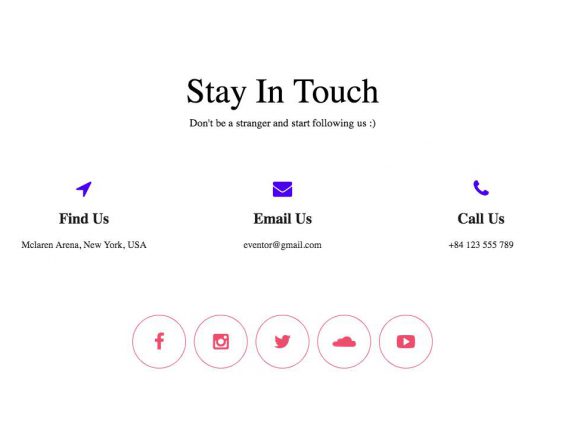 Stay In Touch
Don't be a stranger and start following us :)
Find Us
Email Us
Call Us
Mclaren Arena, New York, USA
eventor@gmail.com
+84 123 555 789